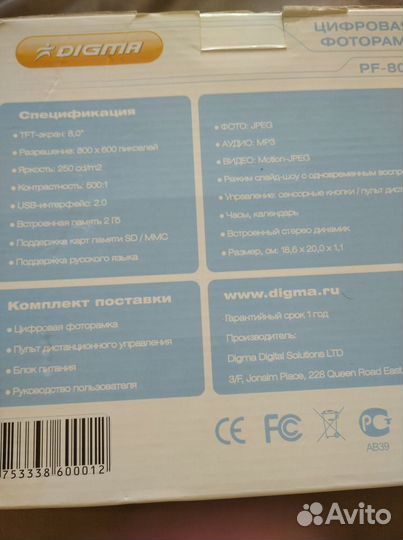 DIGMA
ЦИФРОВАЯ
ФОТОРАМ
PF-80
Спецификация
• TFT-экран: 8,0"
• Разрешение: 800 x 600 пикселей
• Яркость: 250 cd/m2
• Контрастность: 500:1
• USB-интерфейс: 2.0
• Встроенная память 2 Гб
• Поддержка карт памяти SD / MMC
• Поддержка русского языка
• ФОТО: JPEG
• АУДИО: MP3
• ВИДЕО: Motion-JPEG
• Режим слайд-шоу с одновременным воспр
• Управление: сенсорные кнопки / пульт дис
• Часы, календарь
• Встроенный стерео динамик
• Размер, см: 18,6 x 20,0 x 1,1
Комплект поставки
• Цифровая фоторамка
• Пульт дистанционного управления
• Блок питания
• Руководство пользователя
www.digma.ru
Гарантийный срок 1 год
Производитель:
Digma Digital Solutions LTD
3/F, Jonsim Place, 228 Queen Road East
CE FC
АВ39
753338 600012
Avito